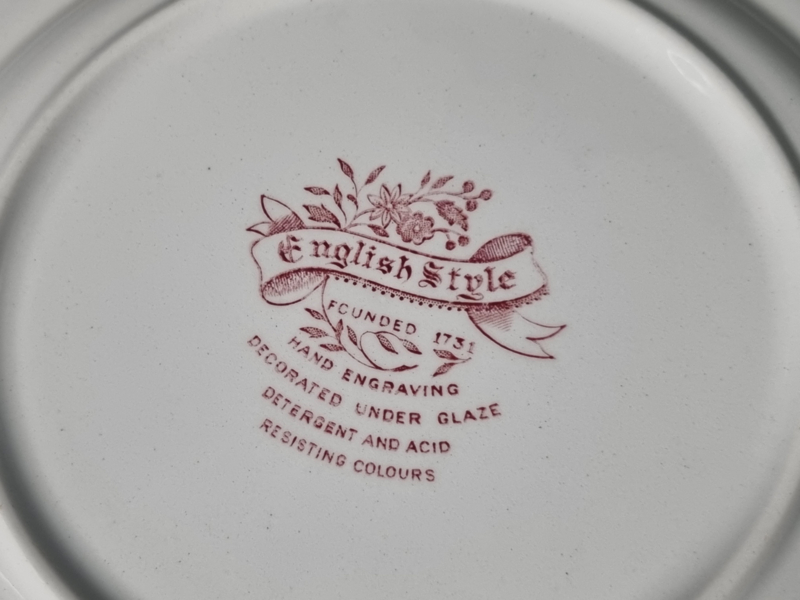 English Style
FOUNDED 1731
HAND ENGRAVING
DECORATED UNDER GLAZE
DETERGENT AND ACID
RESISTING COLOURS